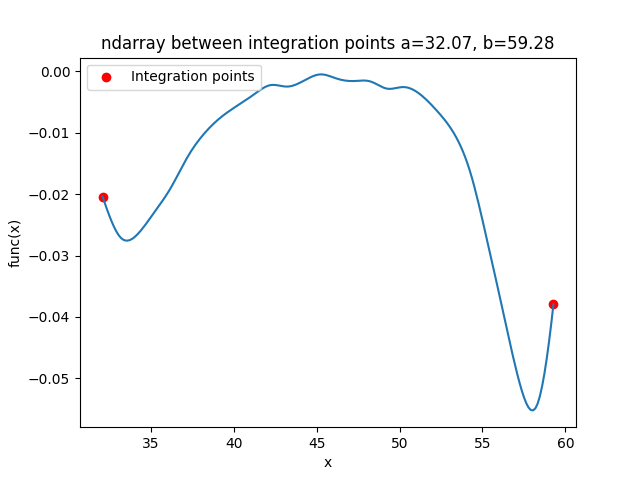 ndarray between integration points a=32.07, b=59.28
Integration points
0.00
−0.01
−0.02
−0.03
−0.04
−0.05
func(x)
35 40 45 50 55 60
x